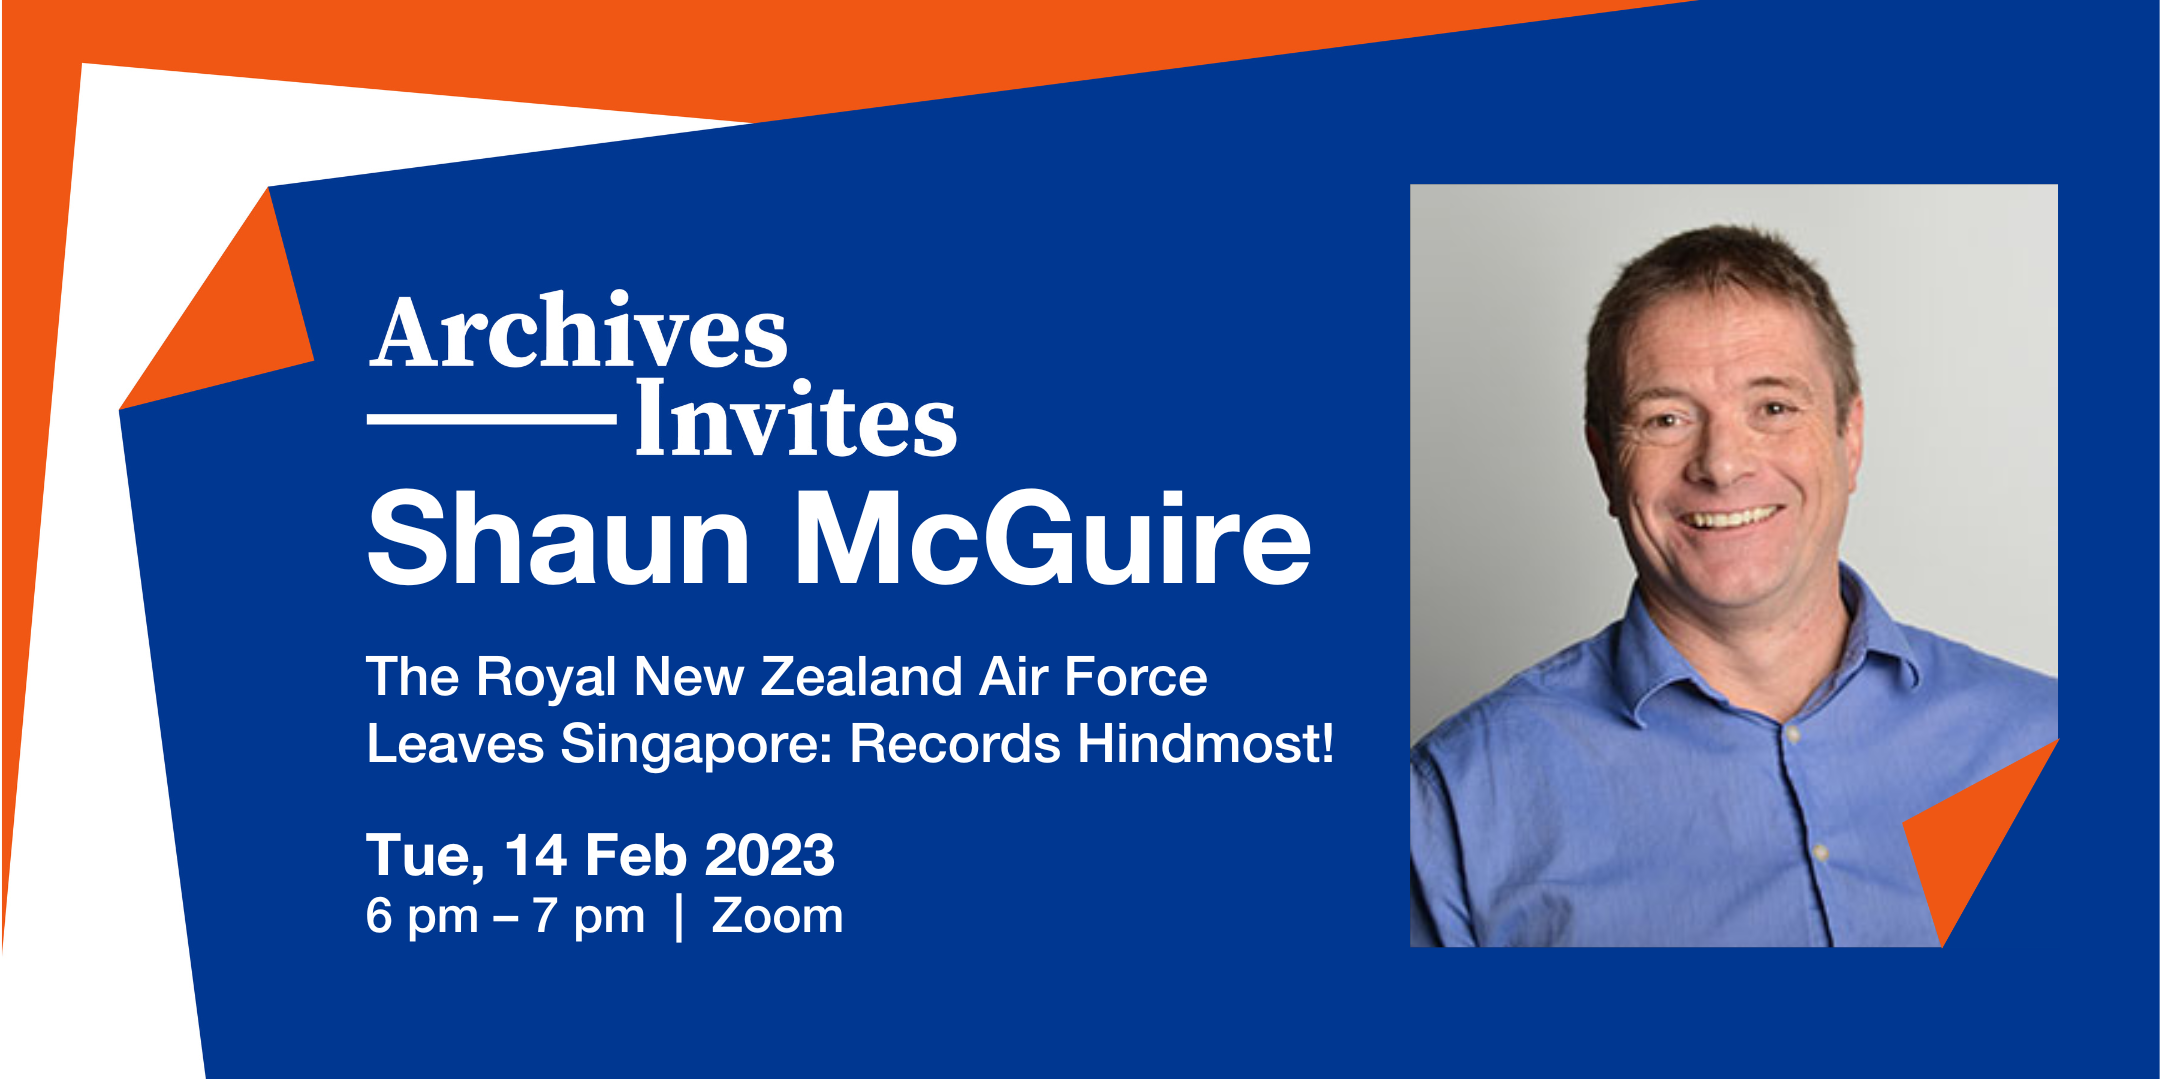 Archives
Invites
Shaun McGuire
The Royal New Zealand Air Force
Leaves Singapore: Records Hindmost!
Tue, 14 Feb 2023
6 pm – 7 pm | Zoom